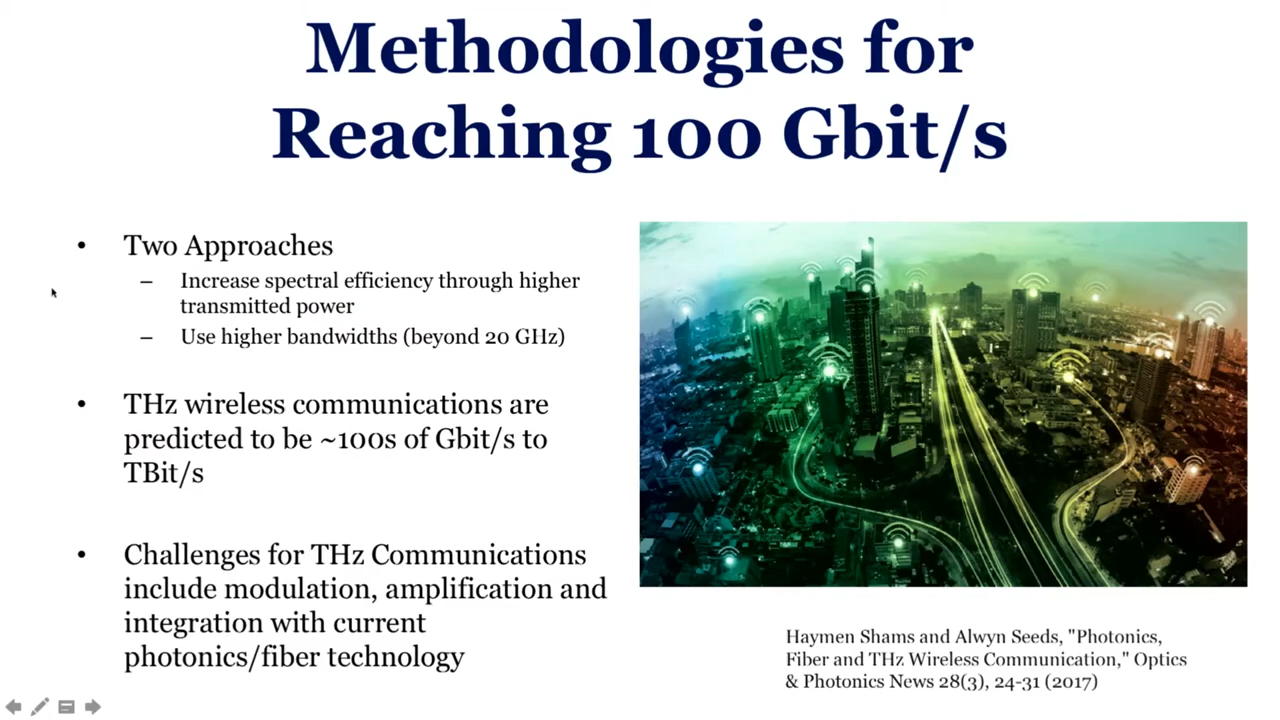 Methodologies for
Reaching 100 Gbit/s
• Two Approaches
– Increase spectral efficiency through higher
transmitted power
– Use higher bandwidths (beyond 20 GHz)
• THz wireless communications are
predicted to be ~100s of Gbit/s to
TBit/s
• Challenges for THz Communications
include modulation, amplification and
integration with current
photonics/fiber technology
Haymen Shams and Alwyn Seeds, "Photonics,
Fiber and THz Wireless Communication," Optics
& Photonics News 28(3), 24-31 (2017)